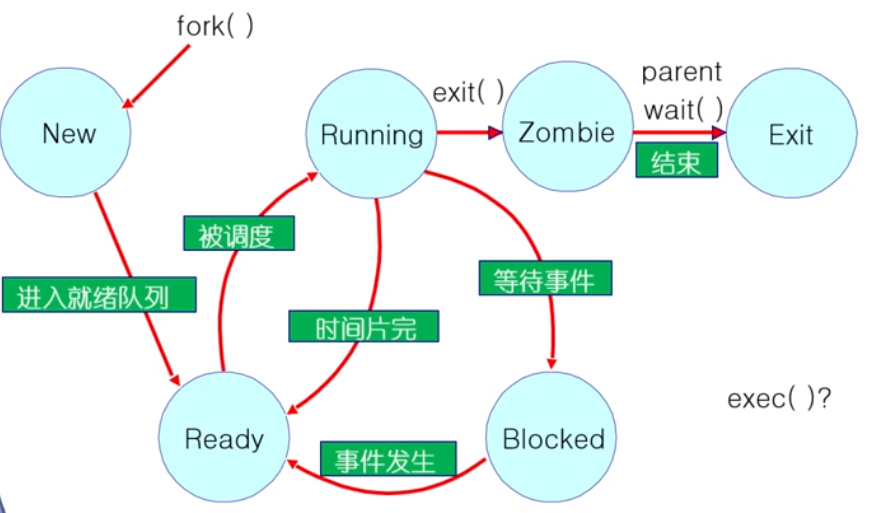 fork( )
New
Running
exit( )
Zombie
parent
wait( )
结束
Exit
被调度
进入就绪队列
等待事件
时间片完
exec( )?
Ready
Blocked
事件发生